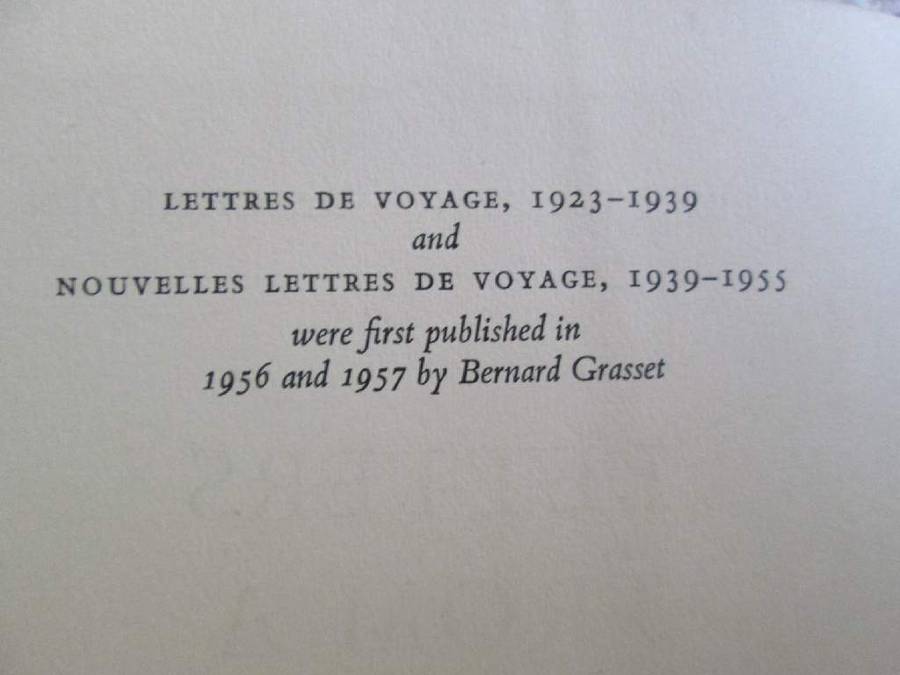 LETTRES DE VOYAGE, 1923–1939
and
NOUVELLES LETTRES DE VOYAGE, 1939–1955
were first published in
1956 and 1957 by Bernard Grasset